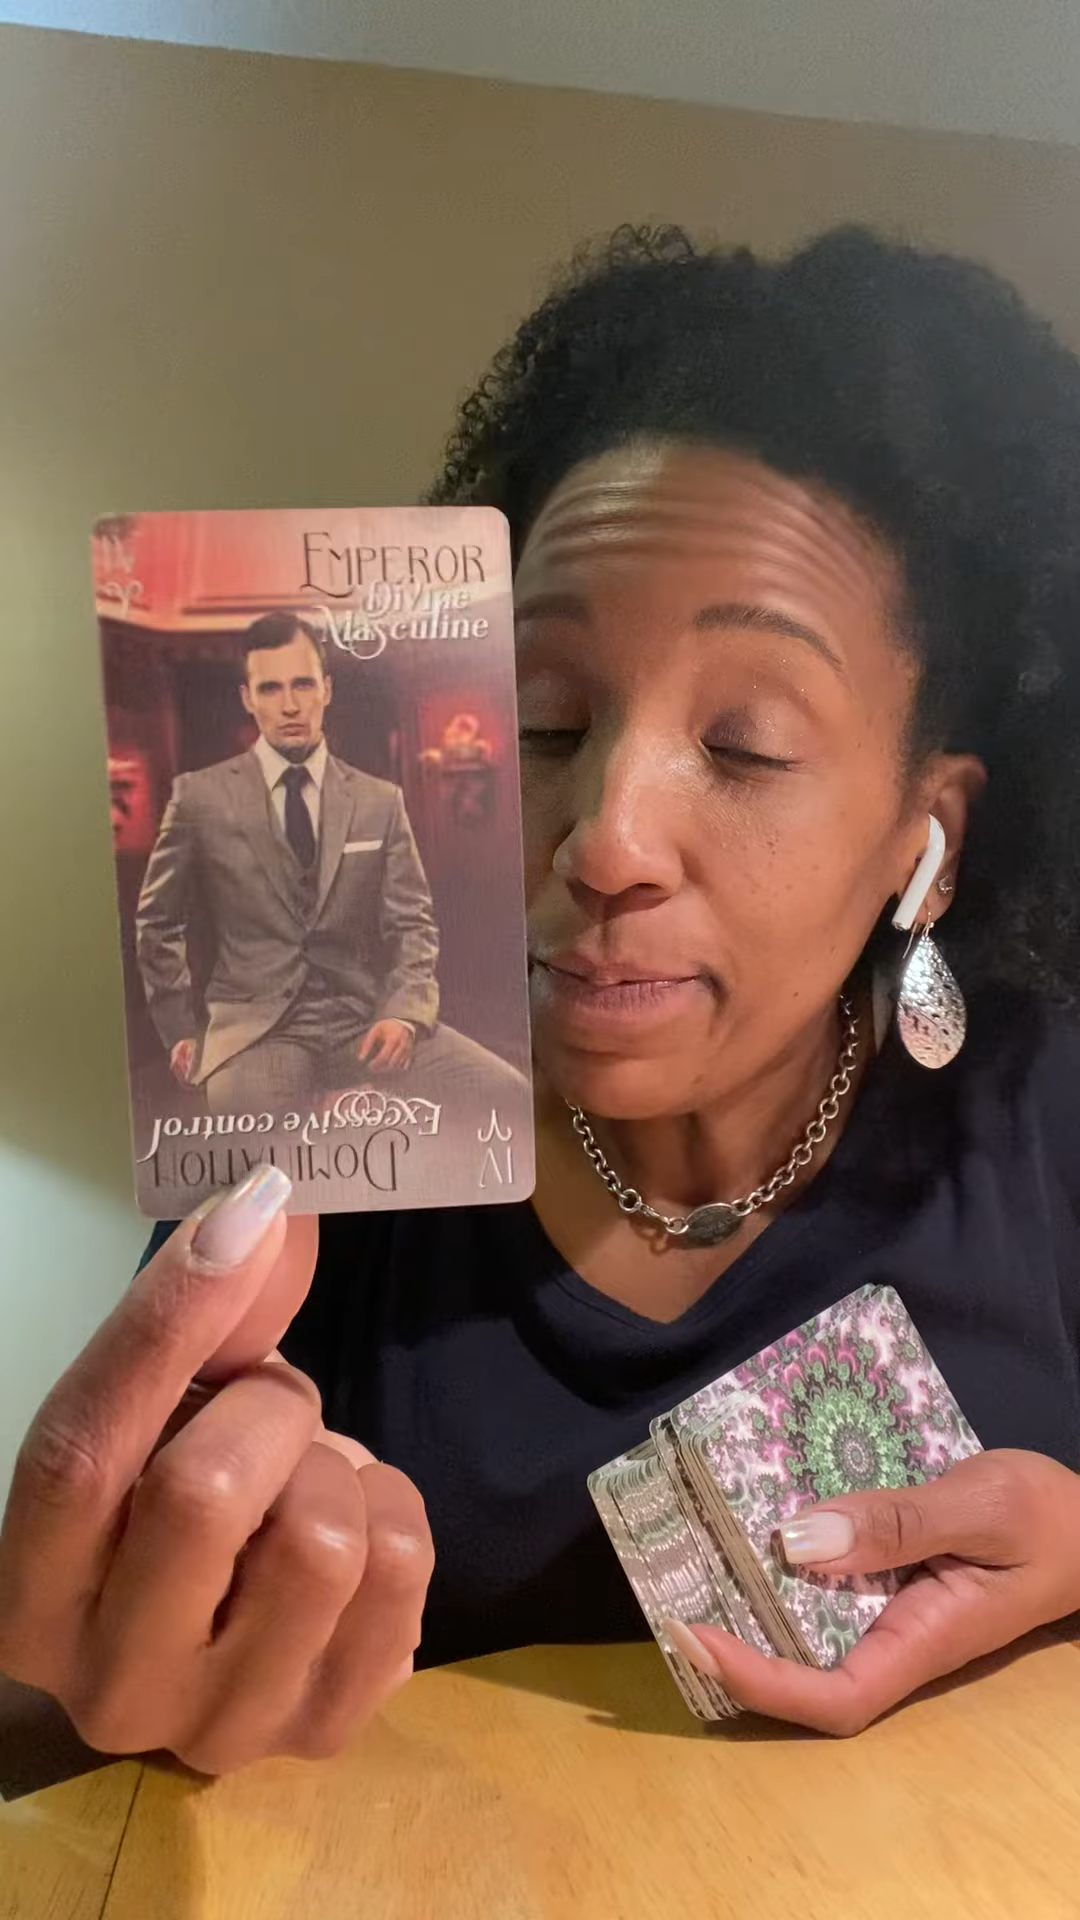 EMPEROR
Divine
Masculine
Excessive control
DOMINATION
IV